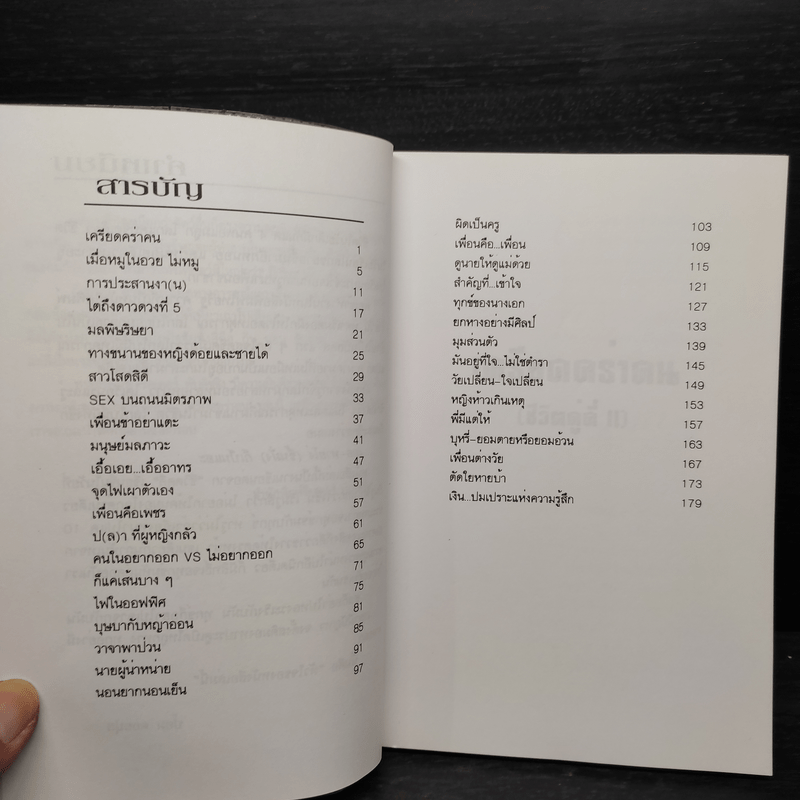 สารบัญ
เครียดคร่าคน 1
เมื่อหมูในอวย ไม่หมู 5
การประสานงา(น) 11
ไต่ถึงดาวดวงที่ 5 17
มลพิษริษยา 21
ทางขนานของหญิงด้อยและชายได้ 25
สาวโสดสิดี 29
SEX บนถนนมิตรภาพ 33
เพื่อนข้าอย่าแตะ 37
มนุษย์มลภาวะ 41
เอื้อเอย...เอื้ออาทร 47
จุดไฟเผาตัวเอง 51
เพื่อนคือเพชร 57
ป(ล)า ที่ผู้หญิงกลัว 61
คนในอยากออก VS ไม่อยากออก 65
ก็แค่เส้นบาง ๆ 71
ไฟในออฟฟิศ 75
บุษบากับหญ้าอ่อน 81
วาจาพาป่วน 85
นายผู้น่าหน่าย 91
นอนยากนอนเย็น 97
ผิดเป็นครู 103
เพื่อนคือ...เพื่อน 109
ดูนายให้ดูแม่ด้วย 115
สำคัญที่...เข้าใจ 121
ทุกข์ของนางเอก 127
ยกหางอย่างมีศิลป์ 133
มุมส่วนตัว 139
มันอยู่ที่ใจ...ไม่ใช่ตำรา 145
วัยเปลี่ยน-ใจเปลี่ยน 149
หญิงห้าวเกินเหตุ 153
พี่มีแต่ให้ 157
บุหรี่-ยอมตายหรือยอมอ้วน 163
เพื่อนต่างวัย 167
ตัดใยหายบ้า 173
เงิน...ปมเปราะแห่งความรู้สึก 179